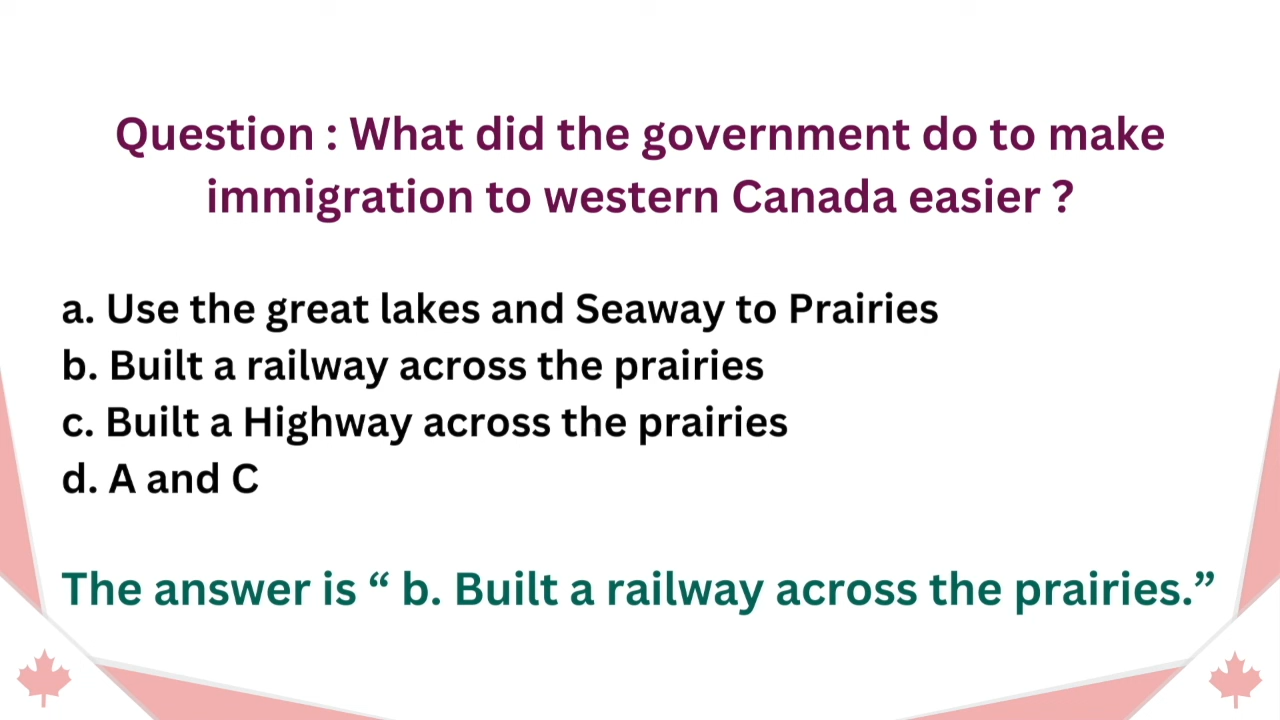 Question : What did the government do to make
immigration to western Canada easier ?
a. Use the great lakes and Seaway to Prairies
b. Built a railway across the prairies
c. Built a Highway across the prairies
d. A and C
The answer is “ b. Built a railway across the prairies.”